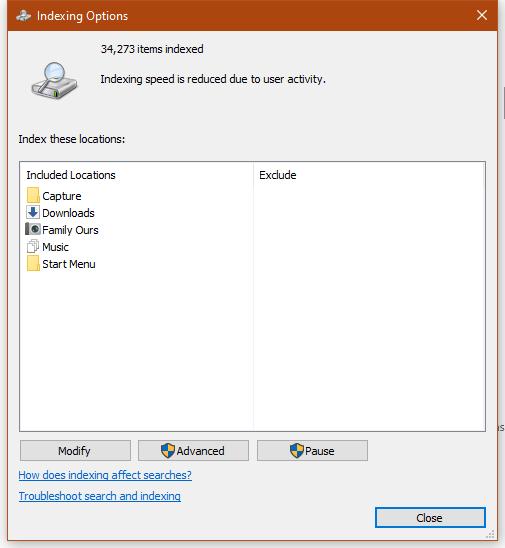 Indexing Options
34,273 items indexed
Indexing speed is reduced due to user activity.
Index these locations:
Included Locations Exclude
Capture
Downloads
Family Ours
Music
Start Menu
Modify Advanced Pause
How does indexing affect searches?
Troubleshoot search and indexing
Close